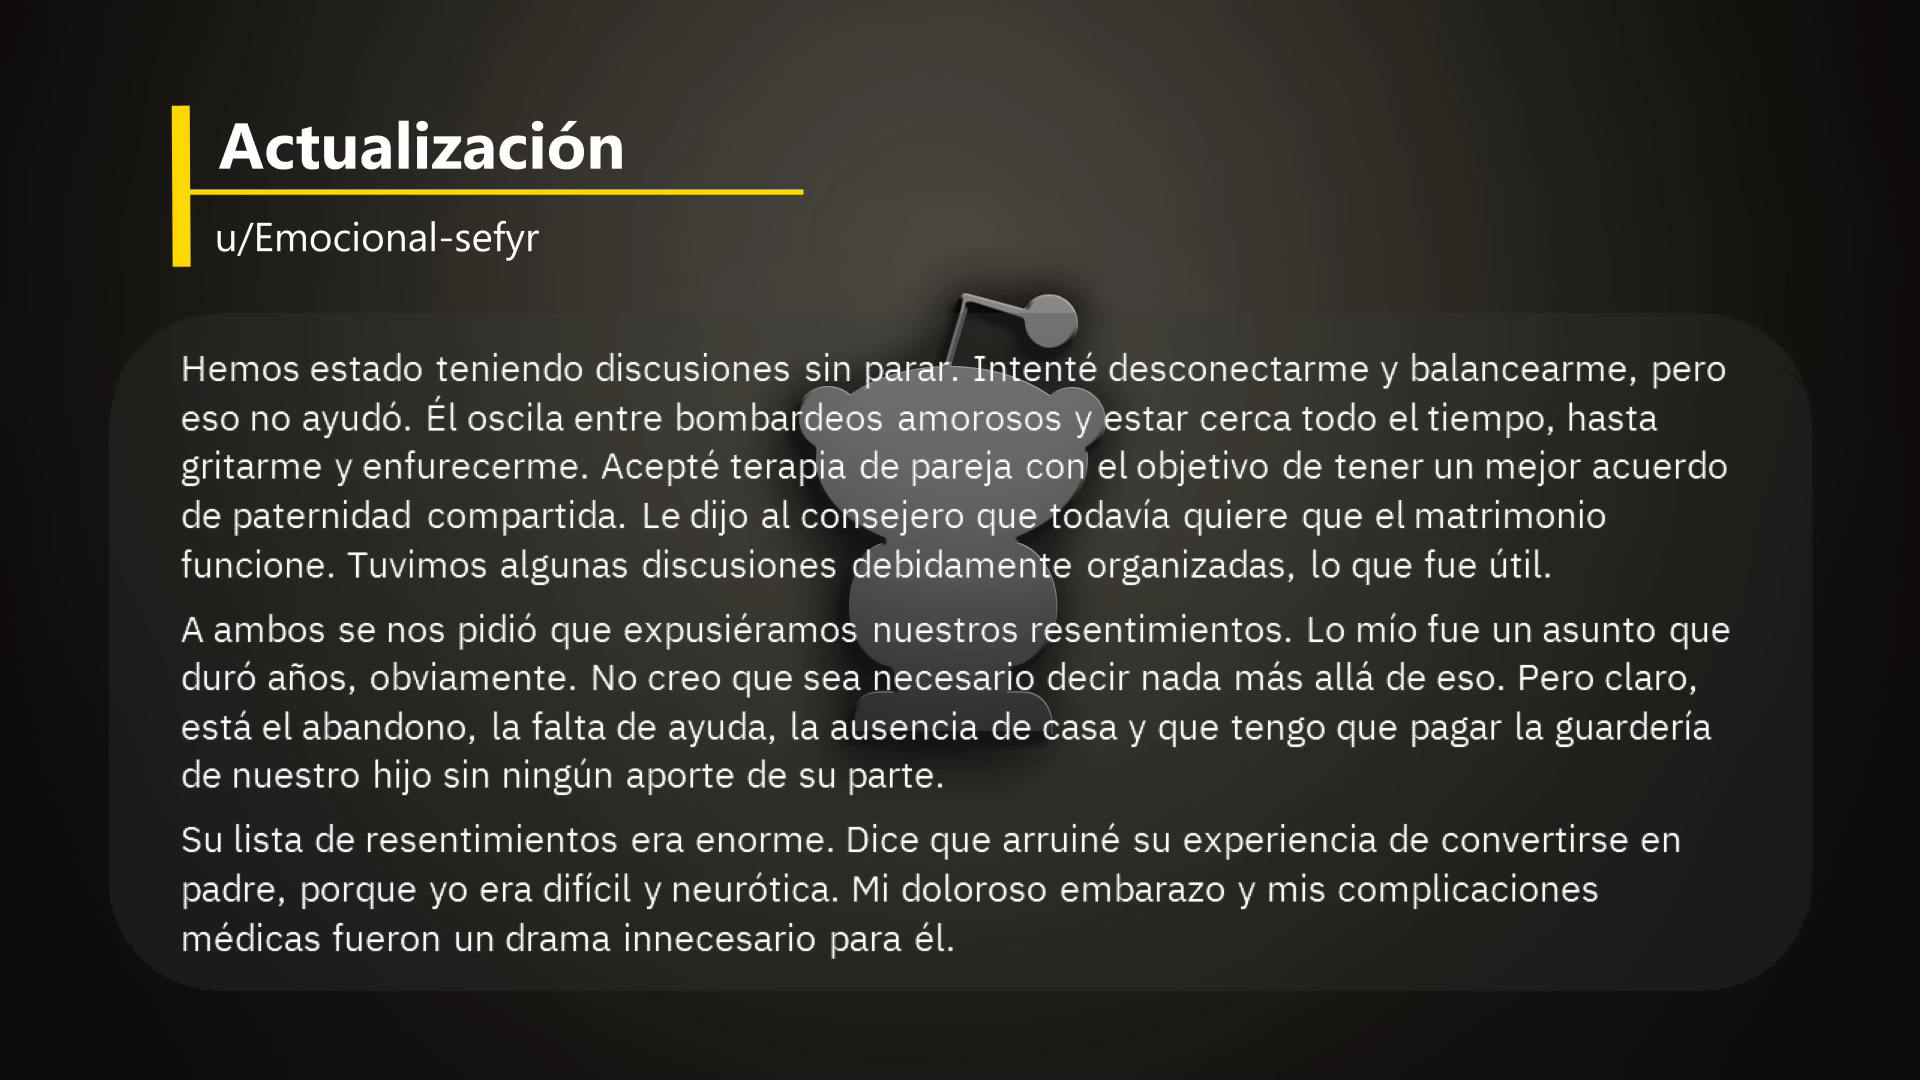 Actualización
u/Emocional-sefyr
Hemos estado teniendo discusiones sin parar. Intenté desconectarme y balancearme, pero
eso no ayudó. Él oscila entre bombardeos amorosos y estar cerca todo el tiempo, hasta
gritarme y enfurecerme. Acepté terapia de pareja con el objetivo de tener un mejor acuerdo
de paternidad compartida. Le dijo al consejero que todavía quiere que el matrimonio
funcione. Tuvimos algunas discusiones debidamente organizadas, lo que fue útil.
A ambos se nos pidió que expusiéramos nuestros resentimientos. Lo mío fue un asunto que
duró años, obviamente. No creo que sea necesario decir nada más allá de eso. Pero claro,
está el abandono, la falta de ayuda, la ausencia de casa y que tengo que pagar la guardería
de nuestro hijo sin ningún aporte de su parte.
Su lista de resentimientos era enorme. Dice que arruiné su experiencia de convertirse en
padre, porque yo era difícil y neurótica. Mi doloroso embarazo y mis complicaciones
médicas fueron un drama innecesario para él.